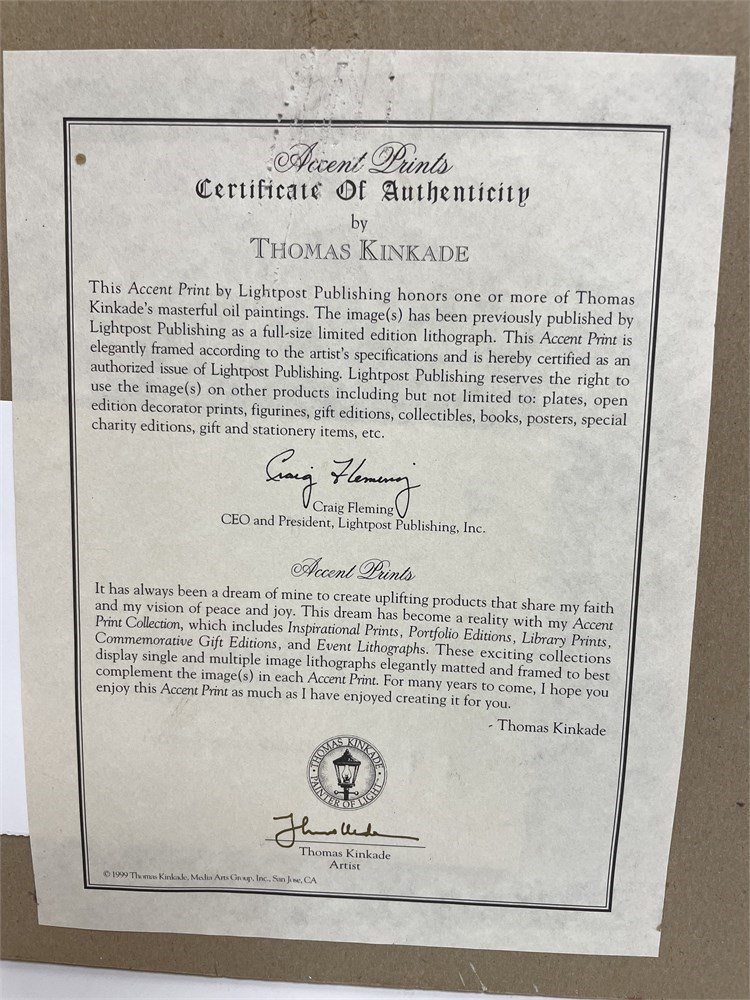 Accent Prints
Certificate Of Authenticity
by
THOMAS KINKADE
This Accent Print by Lightpost Publishing honors one or more of Thomas
Kinkade's masterful oil paintings. The image(s) has been previously published by
Lightpost Publishing as a full-size limited edition lithograph. This Accent Print is
elegantly framed according to the artist's specifications and is hereby certified as an
authorized issue of Lightpost Publishing. Lightpost Publishing reserves the right to
use the image(s) on other products including but not limited to: plates, open
edition decorator prints, figurines, gift editions, collectibles, books, posters, special
charity editions, gift and stationery items, etc.
Craig Fleming
Craig Fleming
CEO and President, Lightpost Publishing, Inc.
Accent Prints
It has always been a dream of mine to create uplifting products that share my faith
and my vision of peace and joy. This dream has become a reality with my Accent
Print Collection, which includes Inspirational Prints, Portfolio Editions, Library Prints,
Commemorative Gift Editions, and Event Lithographs. These exciting collections
display single and multiple image lithographs elegantly matted and framed to best
complement the image(s) in each Accent Print. For many years to come, I hope you
enjoy this Accent Print as much as I have enjoyed creating it for you.
- Thomas Kinkade
THOMAS KINKADE
PAINTER OF LIGHT
Thomas Kinkade
Artist
© 1999 Thomas Kinkade, Media Arts Group, Inc., San Jose, CA